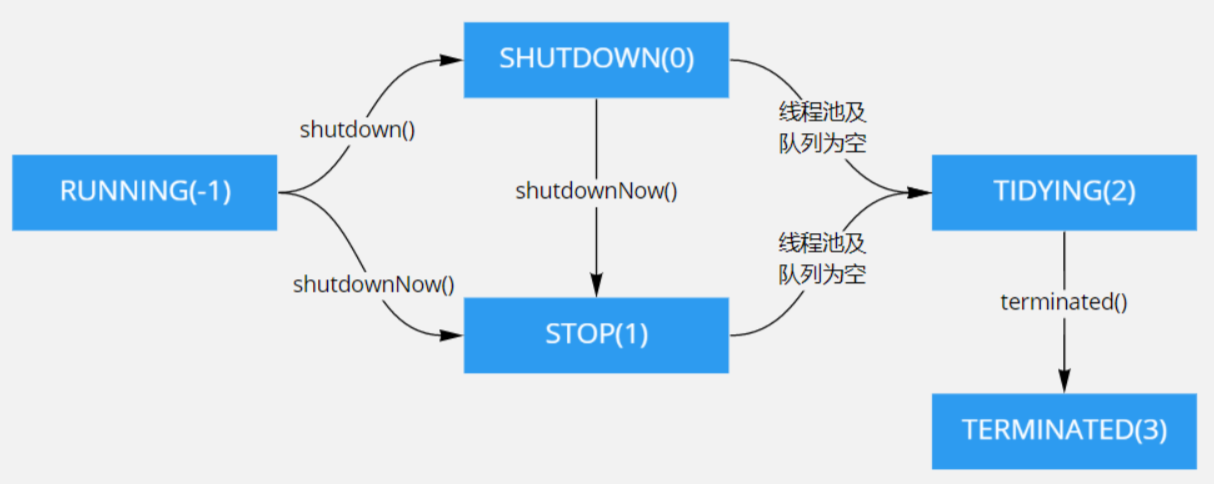 SHUTDOWN(0)
线程池及
队列为空
shutdown()
RUNNING(-1)
shutdownNow()
TIDYING(2)
线程池及
队列为空
shutdownNow()
terminated()
STOP(1)
TERMINATED(3)